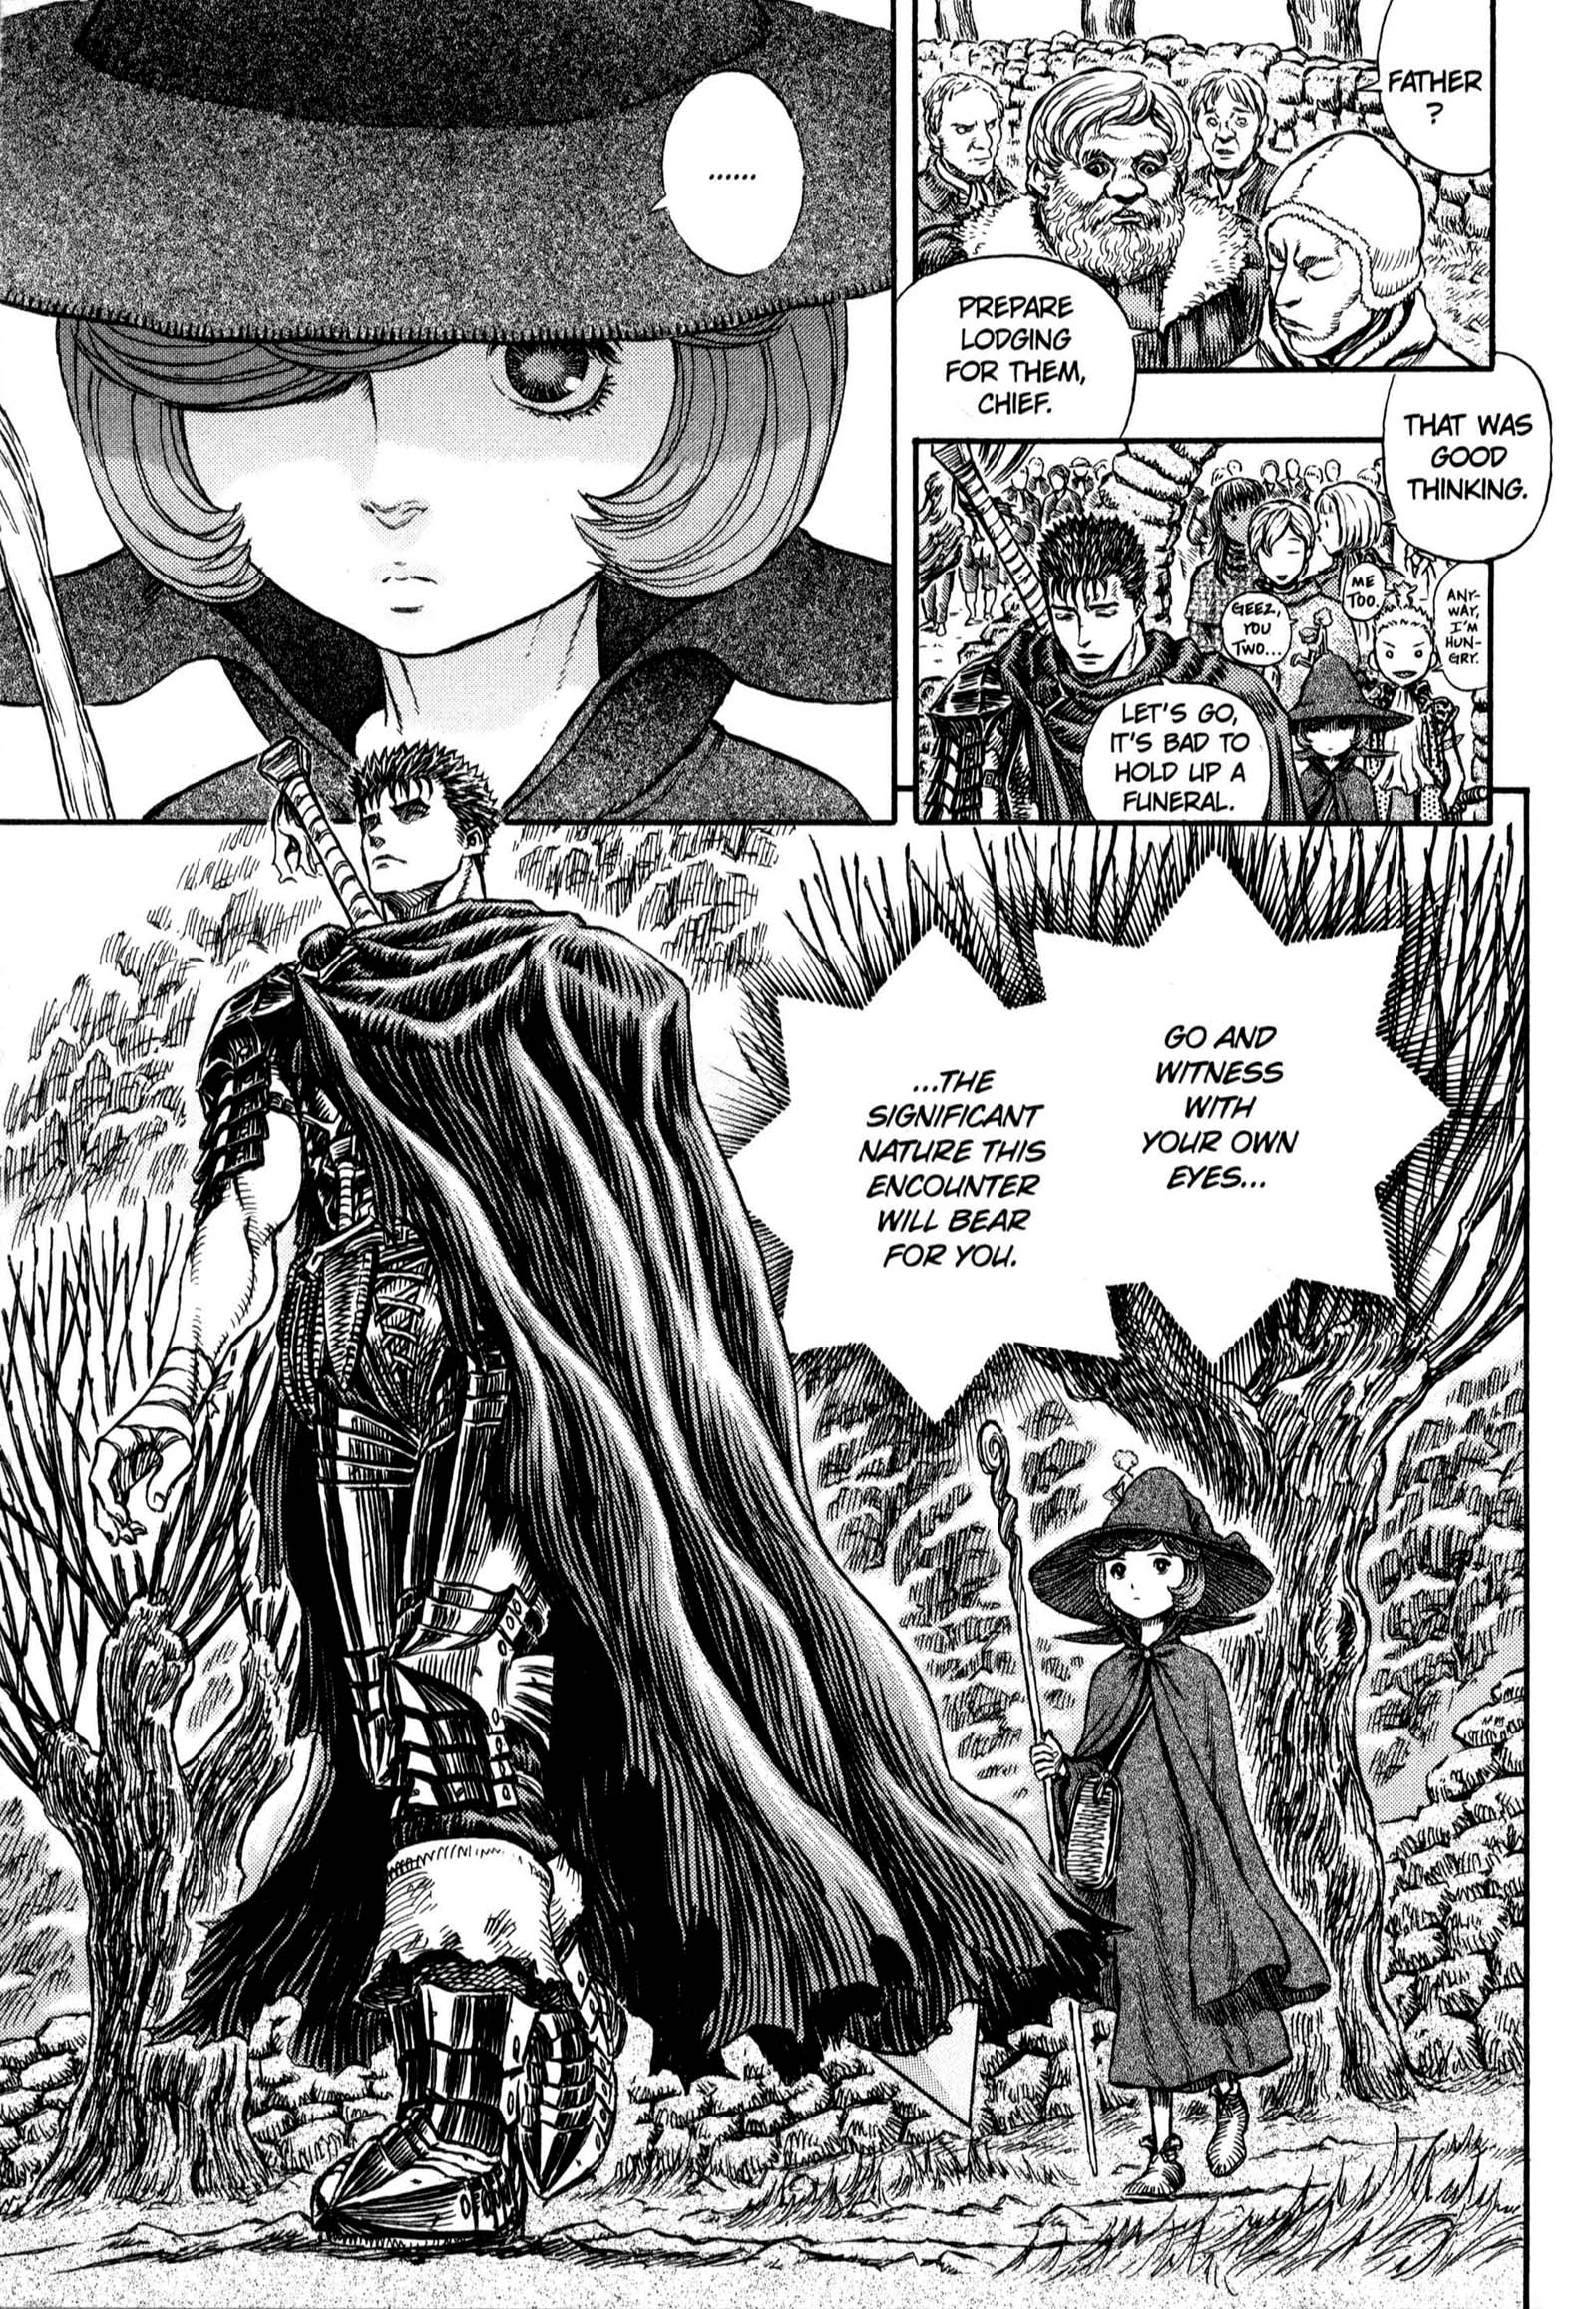 FATHER
?
PREPARE
LODGING
FOR THEM,
CHIEF.
THAT WAS
GOOD
THINKING.
ANY-
WAY,
I'M
HUN-
GRY.
ME
TOO.
GEEZ,
YOU
TWO...
LET'S GO,
IT'S BAD TO
HOLD UP A
FUNERAL.
......
GO AND
WITNESS
WITH
YOUR OWN
EYES...
...THE
SIGNIFICANT
NATURE THIS
ENCOUNTER
WILL BEAR
FOR YOU.